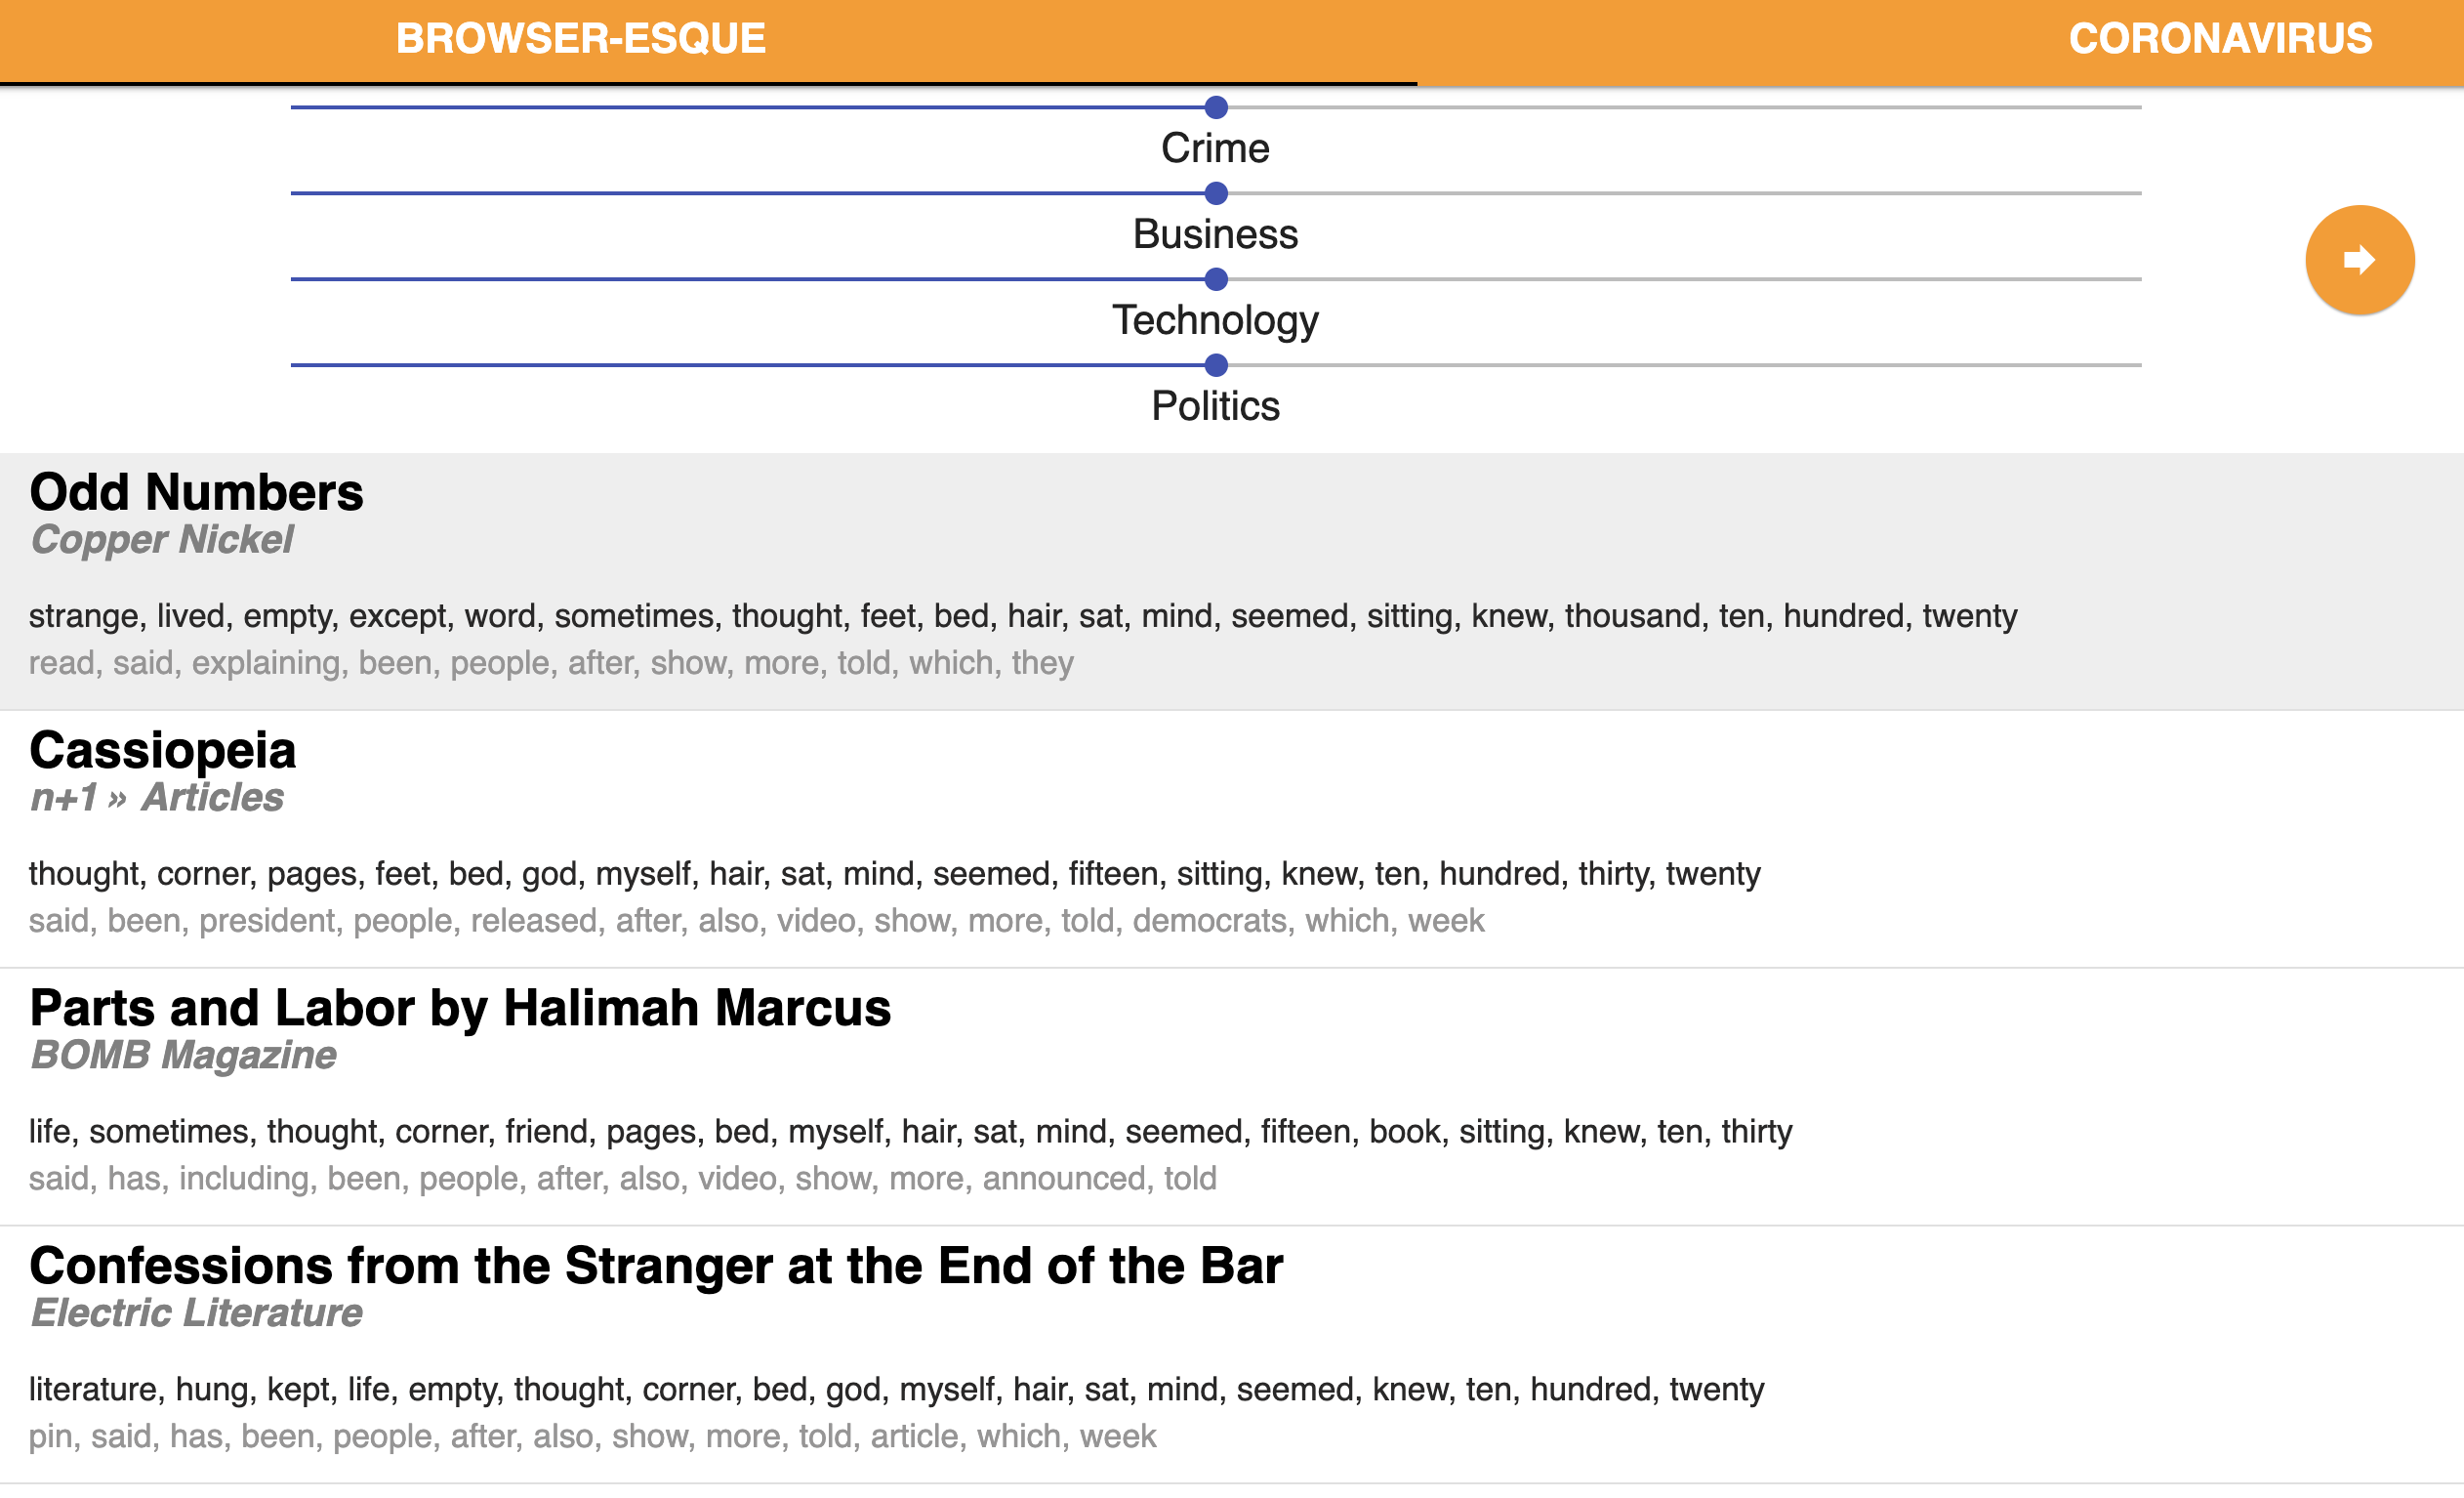 BROWSER-ESQUE
CORONAVIRUS
Crime
Business
Technology
Politics
Odd Numbers
Copper Nickel
strange, lived, empty, except, word, sometimes, thought, feet, bed, hair, sat, mind, seemed, sitting, knew, thousand, ten, hundred, twenty
read, said, explaining, been, people, after, show, more, told, which, they
Cassiopeia
n+1 » Articles
thought, corner, pages, feet, bed, god, myself, hair, sat, mind, seemed, fifteen, sitting, knew, ten, hundred, thirty, twenty
said, been, president, people, released, after, also, video, show, more, told, democrats, which, week
Parts and Labor by Halimah Marcus
BOMB Magazine
life, sometimes, thought, corner, friend, pages, bed, myself, hair, sat, mind, seemed, fifteen, book, sitting, knew, ten, thirty
said, has, including, been, people, after, also, video, show, more, announced, told
Confessions from the Stranger at the End of the Bar
Electric Literature
literature, hung, kept, life, empty, thought, corner, bed, god, myself, hair, sat, mind, seemed, knew, ten, hundred, twenty
pin, said, has, been, people, after, also, show, more, told, article, which, week